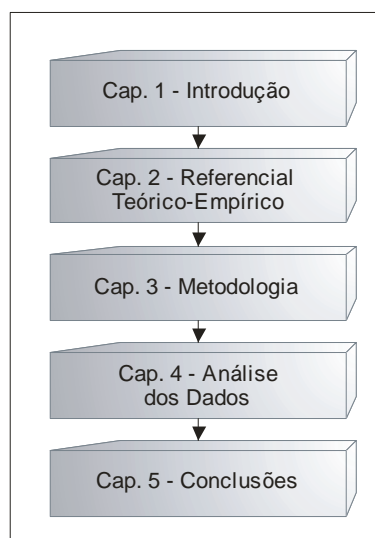 Cap. 1 - Introdução
Cap. 2 - Referencial
Teórico-Empírico
Cap. 3 - Metodologia
Cap. 4 - Análise
dos Dados
Cap. 5 - Conclusões